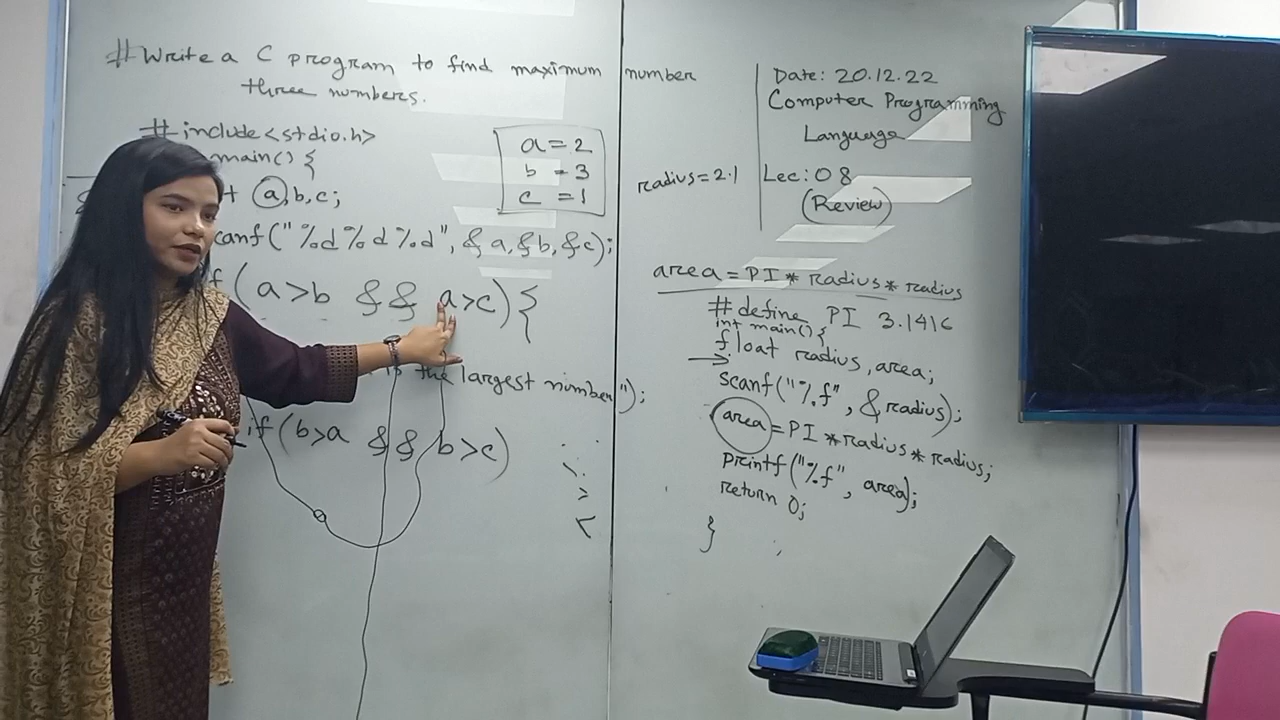 # Write a C program to find maximum number
three numbers.
# include<stdio.h>
main() {
t a, b, c;
canf("%d%d%d", &a, &b, &c);
f (a>b && a>c) {
is the largest number");
if (b>a && b>c)
>
<
a = 2
b = 3
c = 1
radius = 2.1
Date: 20.12.22
Computer Programming
Language
Lec: 08
(Review)
area = PI * radius * radius
# define PI 3.1416
int main() {
float radius, area;
scanf("%f", & radius);
area = PI * radius * radius;
printf("%f", area);
return 0;
}